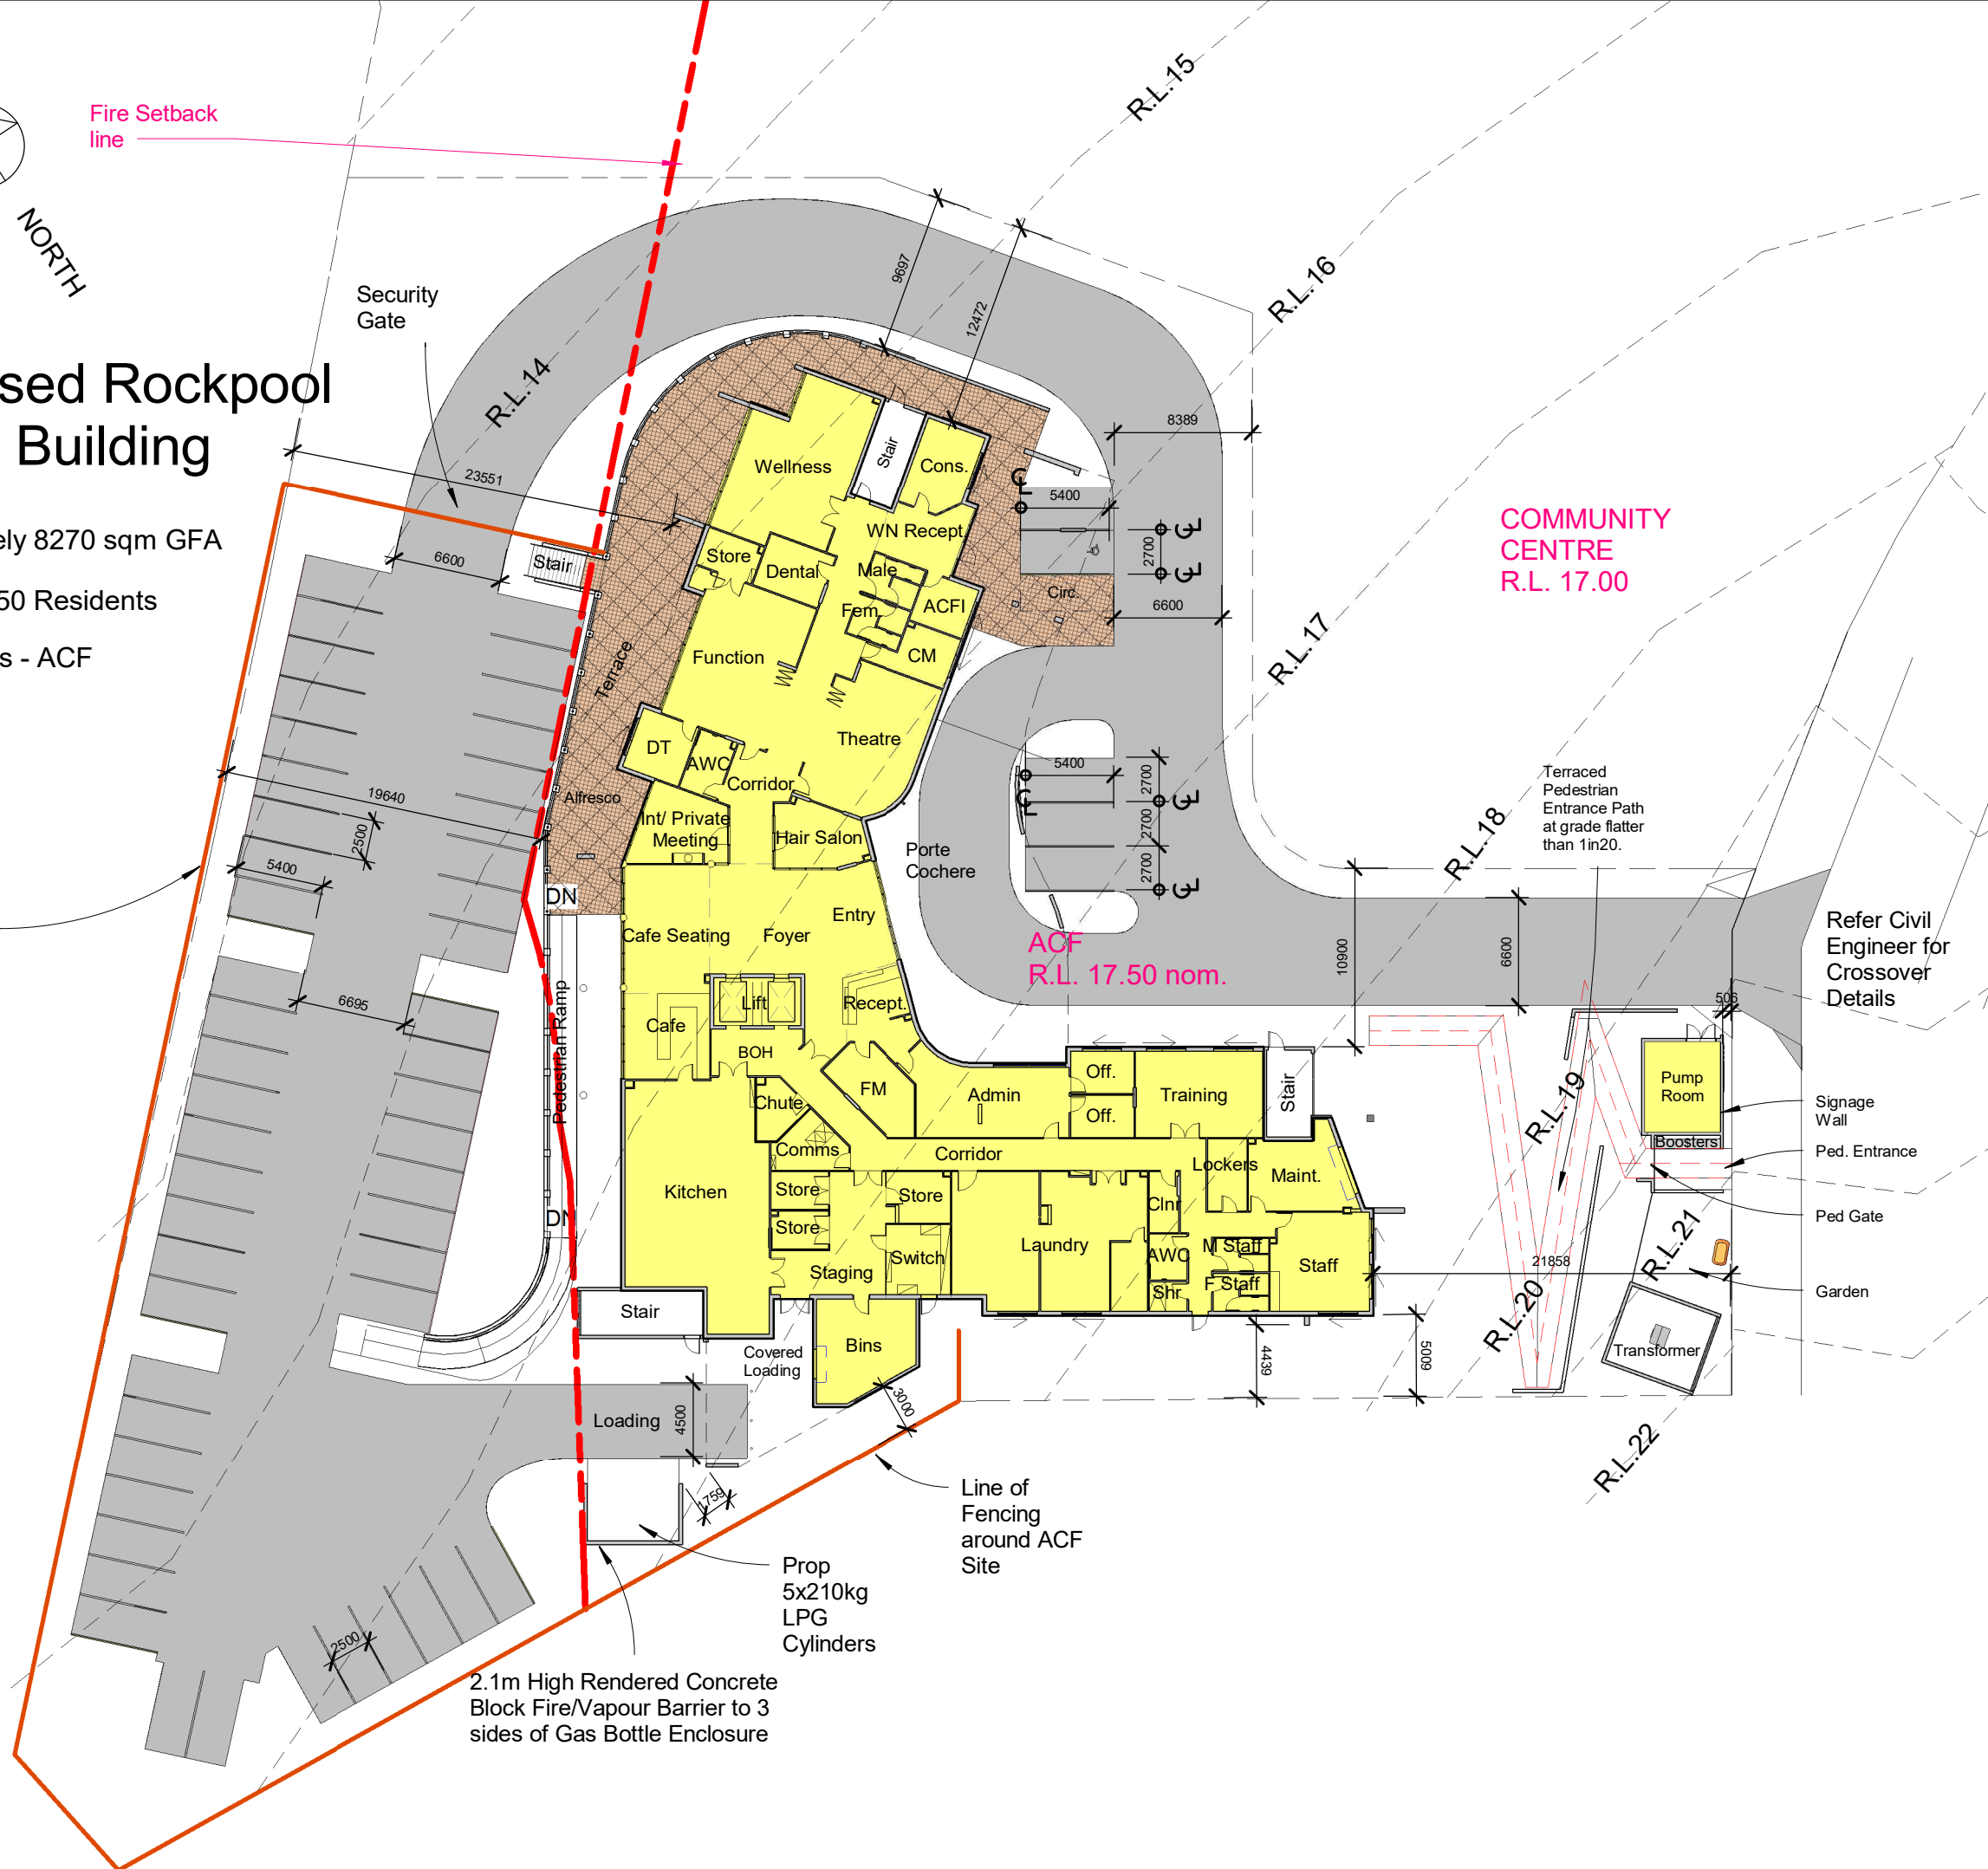 Fire Setback
line
NORTH
Security
Gate
sed Rockpool
Building
ely 8270 sqm GFA
50 Residents
s - ACF
R.L.14
R.L.15
R.L.16
R.L.17
R.L.18
R.L.19
R.L.20
R.L.21
R.L.22
9697
12472
8389
23551
6600
5400
2700
6600
Stair
Wellness
Stair
Cons.
WN Recept.
Store
Dental
Male
Fem.
ACFI
CM
Circ.
Function
Terrace
Theatre
DT
AWC
Corridor
Alfresco
Int/ Private
Meeting
Hair Salon
19640
2500
5400
6695
5400
2700
2700
2700
COMMUNITY
CENTRE
R.L. 17.00
Terraced
Pedestrian
Entrance Path
at grade flatter
than 1in20.
Porte
Cochere
DN
Cafe Seating
Foyer
Entry
ACF
R.L. 17.50 nom.
10900
6600
506
Refer Civil
Engineer for
Crossover
Details
Lift
Recept.
Cafe
BOH
Pedestrian Ramp
Chute
FM
Admin
Off.
Off.
Training
Stair
Pump
Room
Boosters
Signage
Wall
Ped. Entrance
Ped Gate
Garden
Comms
Corridor
Lockers
Maint.
Kitchen
Store
Store
Store
Clnr
DN
Switch
Laundry
AWC
M Staff
F Staff
Shr
Staff
Staging
21858
Transformer
Stair
Bins
Covered
Loading
3000
4439
5009
Loading
4500
1759
Line of
Fencing
around ACF
Site
Prop
5x210kg
LPG
Cylinders
2500
2.1m High Rendered Concrete
Block Fire/Vapour Barrier to 3
sides of Gas Bottle Enclosure